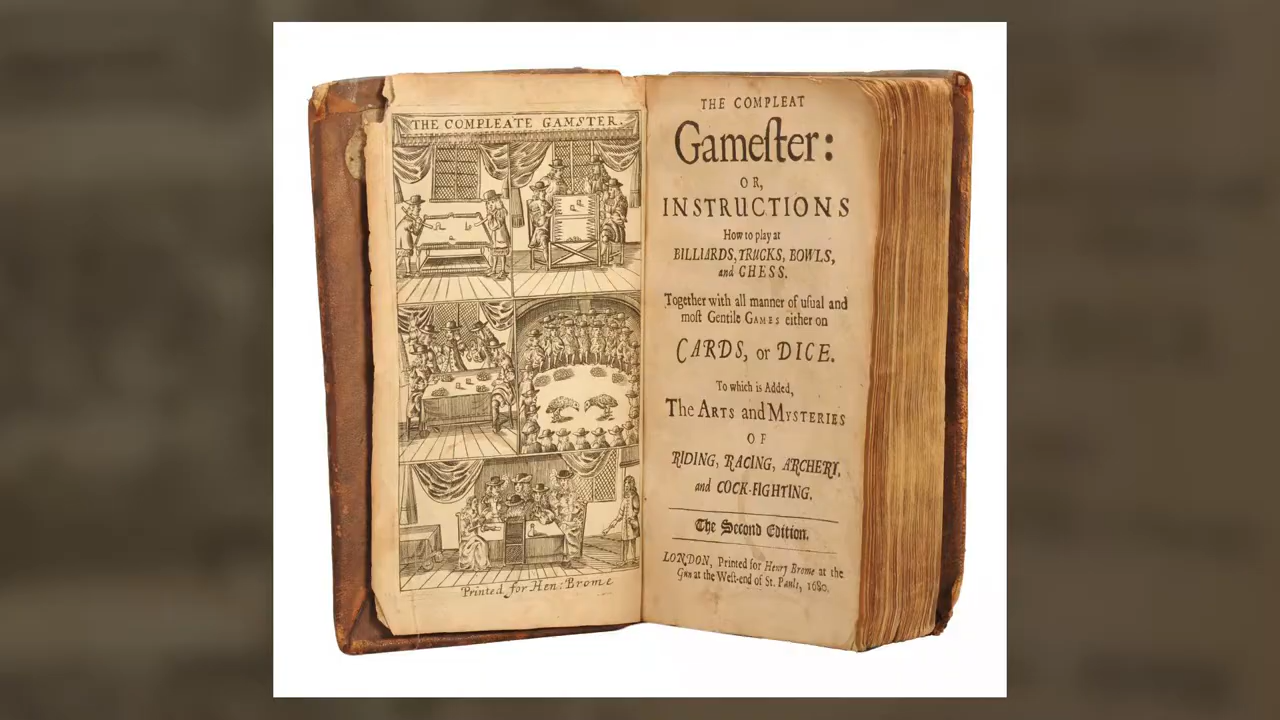 THE COMPLEATE GAMSTER.
Printed for Hen: Brome
THE COMPLEAT
Gameſter:
OR,
INSTRUCTIONS
How to play at
BILLIARDS, TRUCKS, BOWLS,
and CHESS.
Together with all manner of uſual and
moſt Gentile GAMES either on
CARDS, or DICE.
To which is Added,
The ARTS and MYSTERIES
OF
RIDING, RACING, ARCHERY,
and COCK-FIGHTING.
The Second Edition.
LONDON, Printed for Henry Brome at the
Gun at the Weſt-end of St. Pauls, 1680.